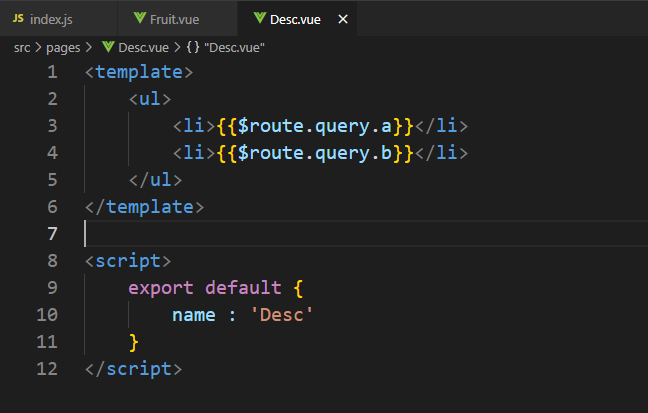 JS index.js Fruit.vue Desc.vue ×
src > pages > Desc.vue > {} "Desc.vue"
1 <template>
2 <ul>
3 <li>{{$route.query.a}}</li>
4 <li>{{$route.query.b}}</li>
5 </ul>
6 </template>
7
8 <script>
9 export default {
10 name : 'Desc'
11 }
12 </script>